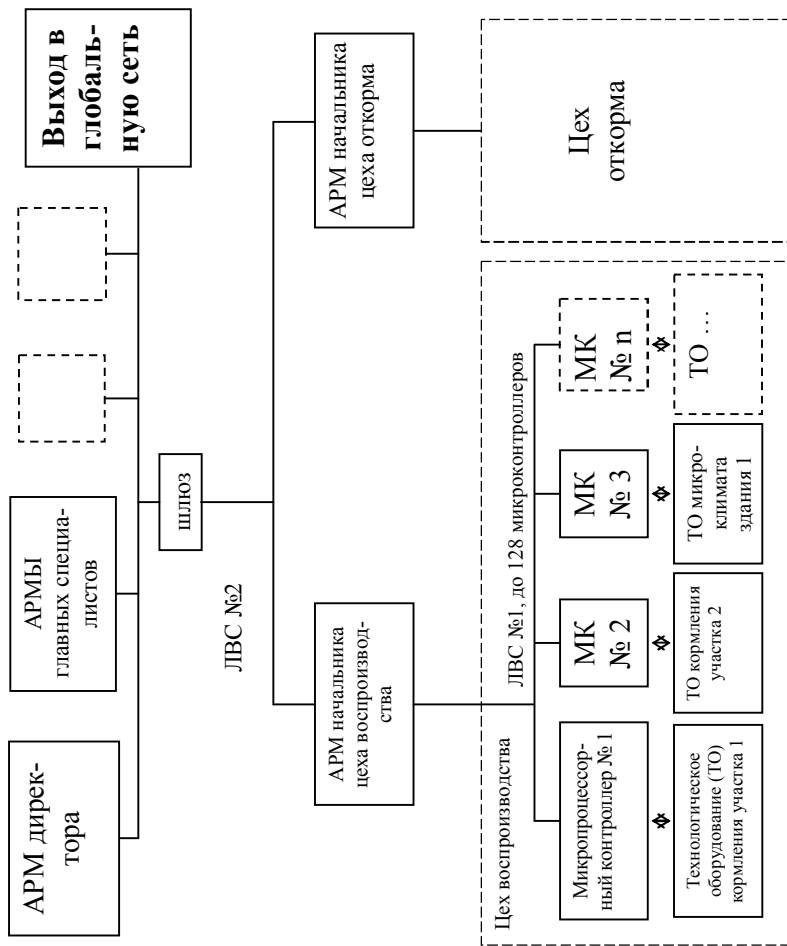 АРМ дирек-
тора
АРМЫ
главных специа-
листов
Выход в
глобаль-
ную сеть
шлюз
ЛВС №2
АРМ начальника
цеха воспроизвод-
ства
АРМ начальника
цеха откорма
Цех воспроизводства
ЛВС №1, до 128 микроконтроллеров
Микропроцессор-
ный контроллер № 1
МК
№ 2
МК
№ 3
МК
№ n
Технологическое
оборудование (ТО)
кормления участка 1
ТО кормления
участка 2
ТО микро-
климата
здания 1
ТО …
Цех
откорма